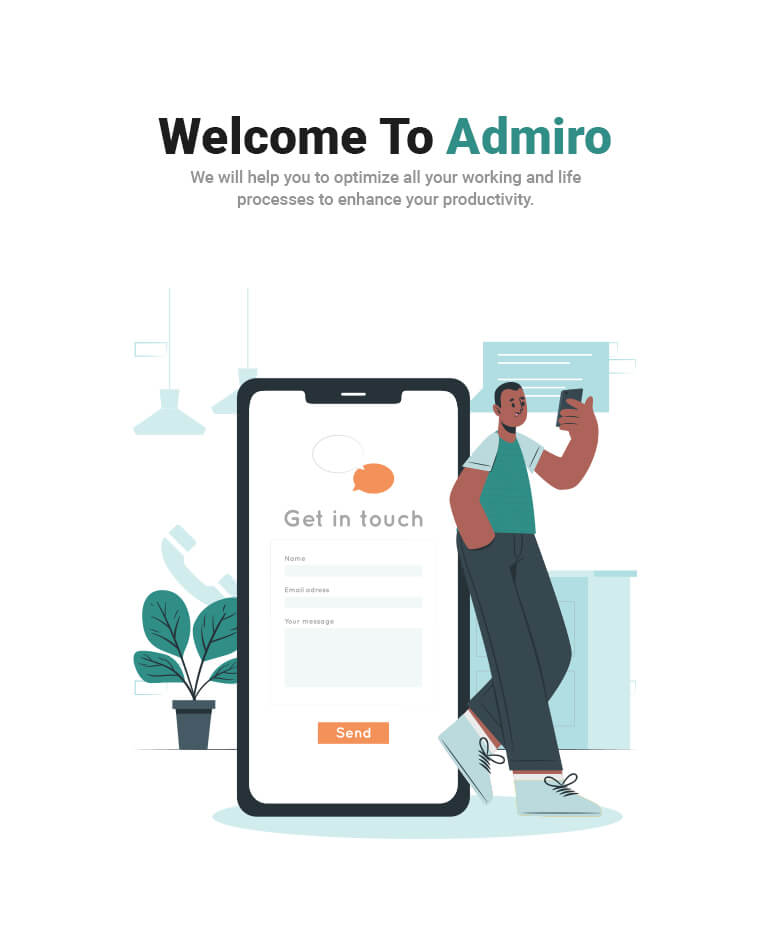 Welcome To Admiro
We will help you to optimize all your working and life
processes to enhance your productivity.
Get in touch
Name
Email adress
Your message
Send